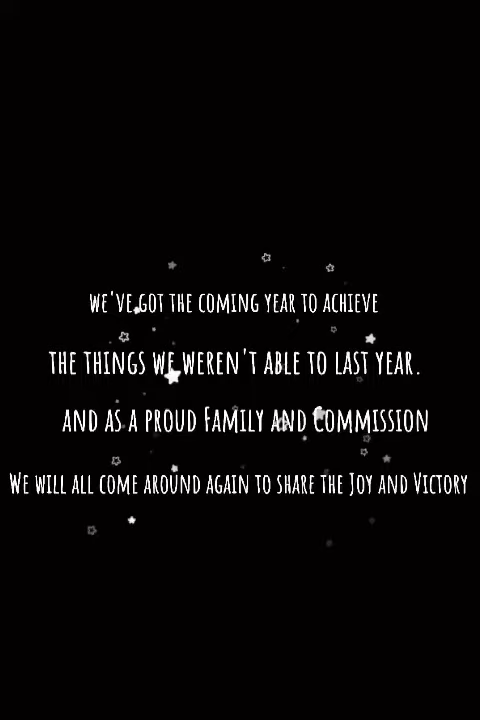 we've got the coming year to achieve
the things we weren't able to last year.
and as a proud Family and Commission
We will all come around again to share the Joy and Victory